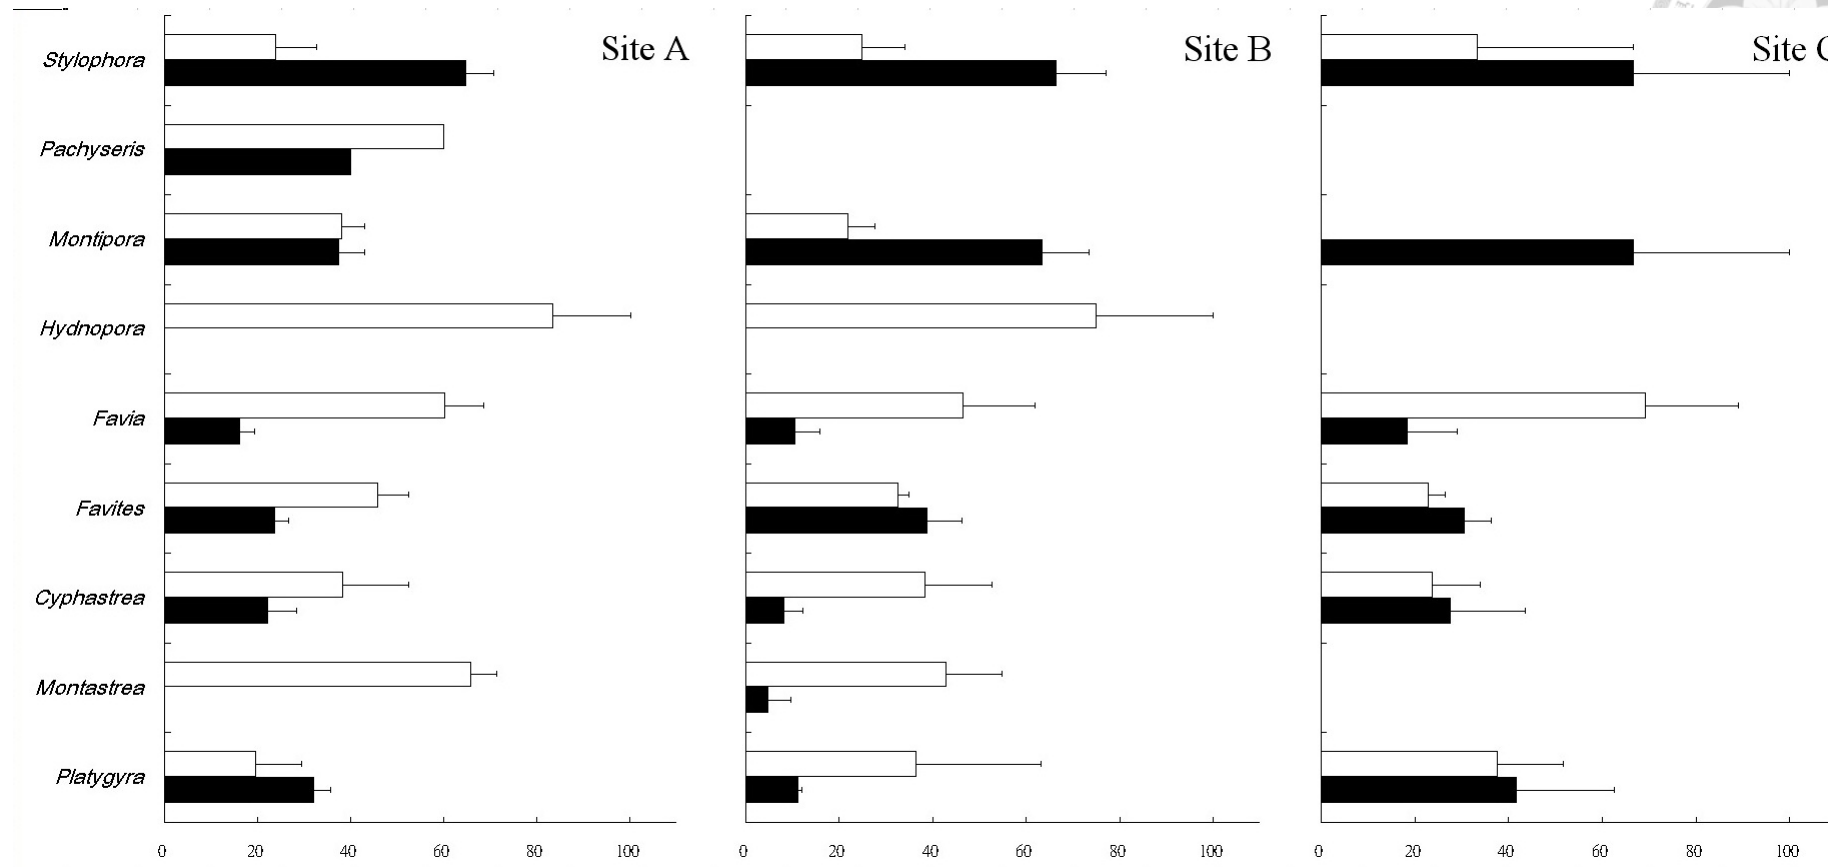 Site A
Site B
Site C
Stylophora
Pachyseris
Montipora
Hydnopora
Favia
Favites
Cyphastrea
Montastrea
Platygyra
0 20 40 60 80 100
0 20 40 60 80 100
0 20 40 60 80 100